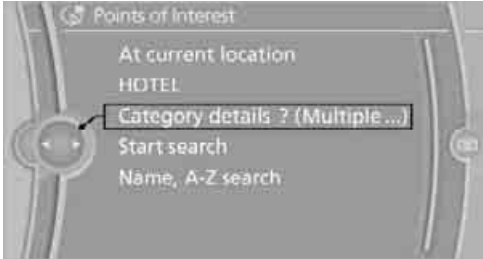 Points of Interest
At current location
HOTEL
Category details ? (Multiple ...)
Start search
Name, A-Z search